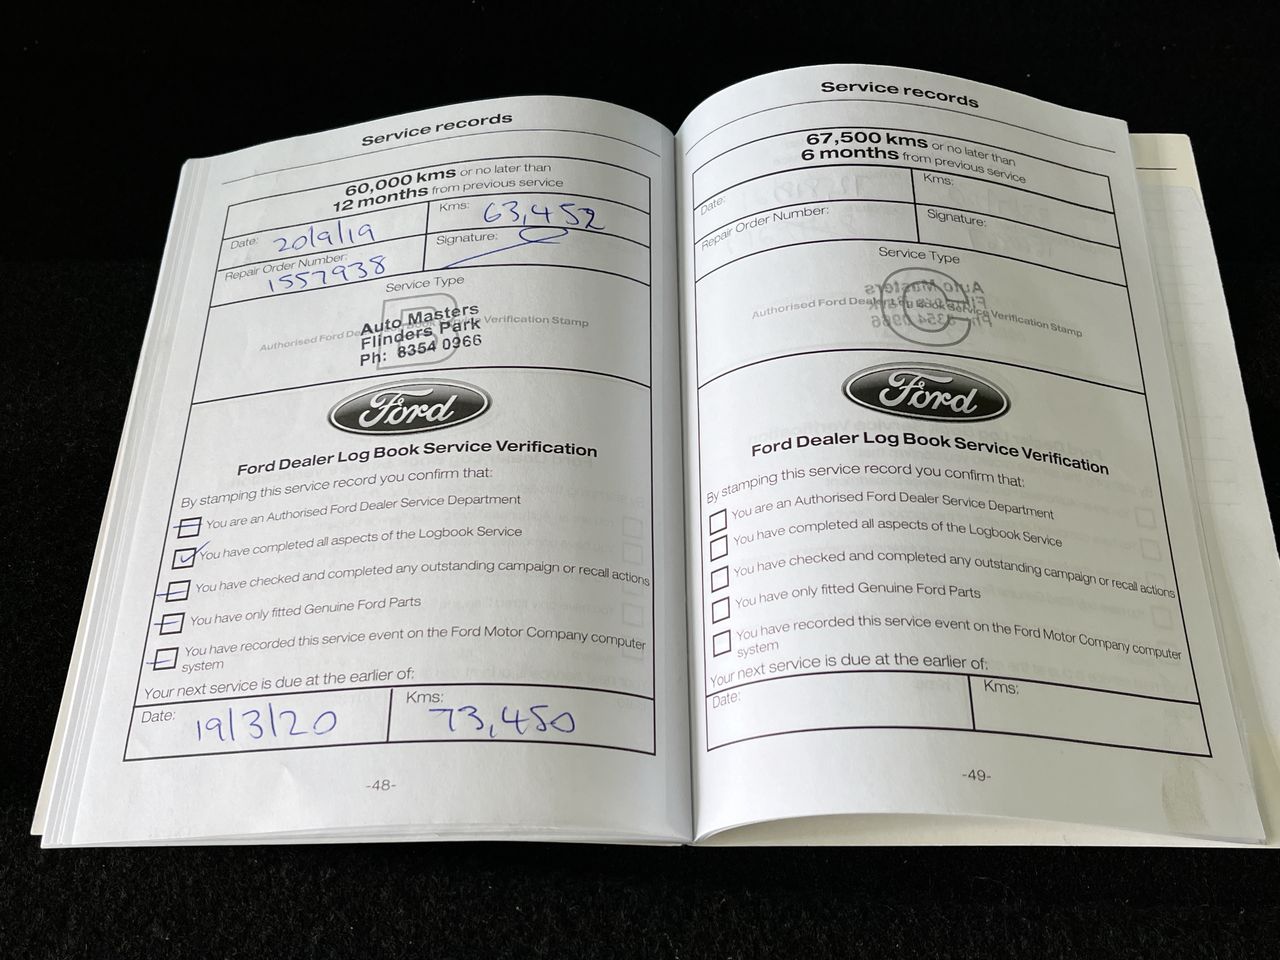 Service records
60,000 kms or no later than
12 months from previous service
Date: 20/9/19
Kms: 63,452
Repair Order Number: 1557938
Signature:
Service Type
B
Authorised Ford Dealer Log Book Service Verification Stamp
Auto Masters
Flinders Park
Ph: 8354 0966
Ford
Ford Dealer Log Book Service Verification
By stamping this service record you confirm that:
You are an Authorised Ford Dealer Service Department
You have completed all aspects of the Logbook Service
You have checked and completed any outstanding campaign or recall actions
You have only fitted Genuine Ford Parts
You have recorded this service event on the Ford Motor Company computer
system
Your next service is due at the earlier of:
Date: 19/3/20
Kms: 73,450
-48-
Service records
67,500 kms or no later than
6 months from previous service
Date:
Kms:
Repair Order Number:
Signature:
Service Type
C
Authorised Ford Dealer Log Book Service Verification Stamp
Ford
Ford Dealer Log Book Service Verification
By stamping this service record you confirm that:
You are an Authorised Ford Dealer Service Department
You have completed all aspects of the Logbook Service
You have checked and completed any outstanding campaign or recall actions
You have only fitted Genuine Ford Parts
You have recorded this service event on the Ford Motor Company computer
system
Your next service is due at the earlier of:
Date:
Kms:
-49-